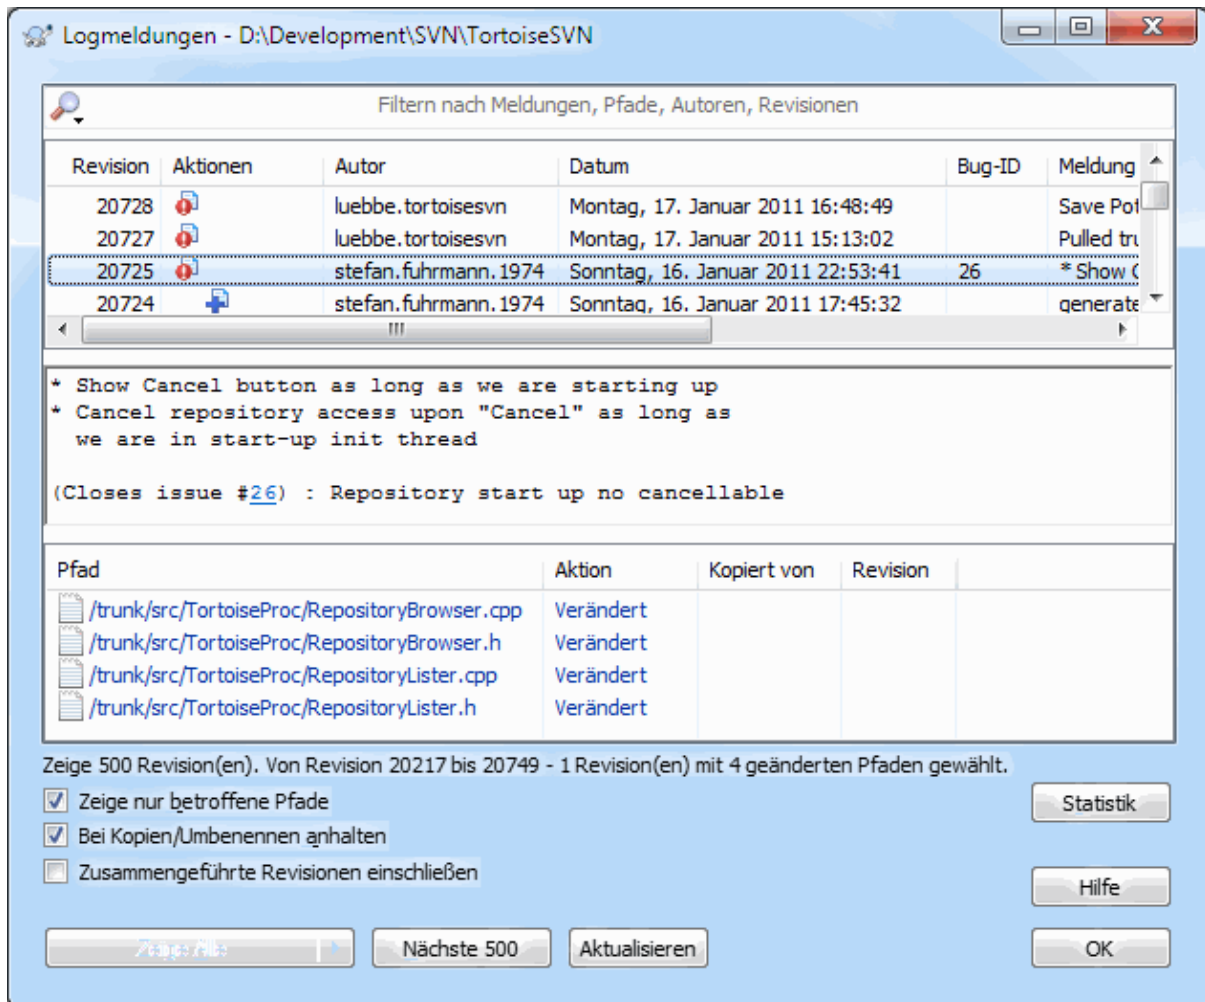 Logmeldungen - D:\Development\SVN\TortoiseSVN
Filtern nach Meldungen, Pfade, Autoren, Revisionen
Revision Aktionen Autor Datum Bug-ID Meldung
20728 luebbe.tortoisesvn Montag, 17. Januar 2011 16:48:49 Save Pot
20727 luebbe.tortoisesvn Montag, 17. Januar 2011 15:13:02 Pulled tru
20725 stefan.fuhrmann.1974 Sonntag, 16. Januar 2011 22:53:41 26 * Show C
20724 stefan.fuhrmann.1974 Sonntag, 16. Januar 2011 17:45:32 generate
* Show Cancel button as long as we are starting up
* Cancel repository access upon "Cancel" as long as
we are in start-up init thread
(Closes issue #26) : Repository start up no cancellable
Pfad Aktion Kopiert von Revision
/trunk/src/TortoiseProc/RepositoryBrowser.cpp Verändert
/trunk/src/TortoiseProc/RepositoryBrowser.h Verändert
/trunk/src/TortoiseProc/RepositoryLister.cpp Verändert
/trunk/src/TortoiseProc/RepositoryLister.h Verändert
Zeige 500 Revision(en). Von Revision 20217 bis 20749 - 1 Revision(en) mit 4 geänderten Pfaden gewählt.
Zeige nur betroffene Pfade
Statistik
Bei Kopien/Umbenennen anhalten
Zusammengeführte Revisionen einschließen
Hilfe
Nächste 500 Aktualisieren OK